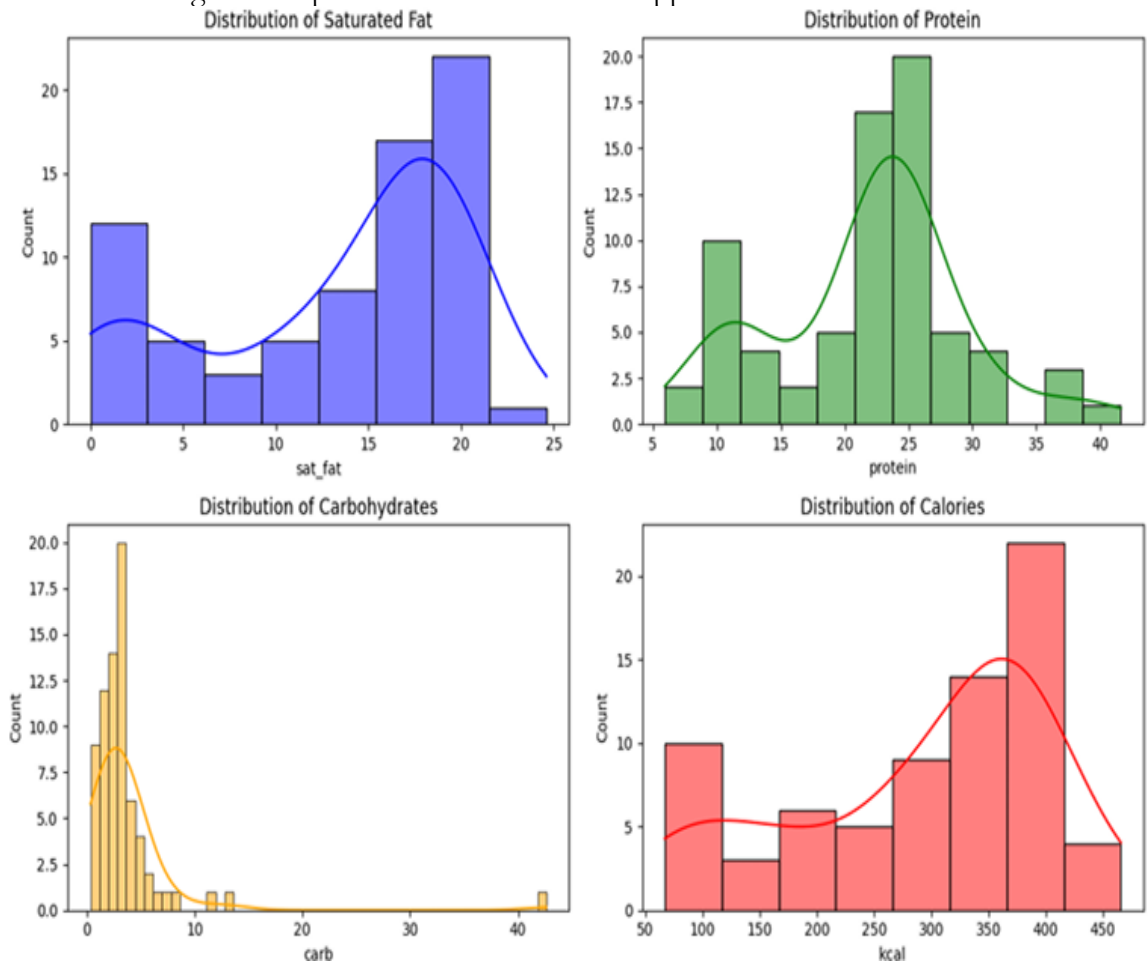 Distribution of Saturated Fat
Count
20
15
10
5
0
0 5 10 15 20 25
sat_fat
Distribution of Protein
Count
20.0
17.5
15.0
12.5
10.0
7.5
5.0
2.5
0.0
5 10 15 20 25 30 35 40
protein
Distribution of Carbohydrates
Count
20.0
17.5
15.0
12.5
10.0
7.5
5.0
2.5
0.0
0 10 20 30 40
carb
Distribution of Calories
Count
20
15
10
5
0
50 100 150 200 250 300 350 400 450
kcal